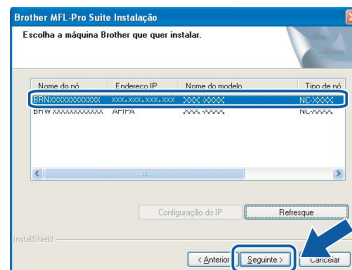 Brother MFL-Pro Suite Instalação
Escolha a máquina Brother que quer instalar.
Nome do nó Endereço IP Nome do modelo Tipo de nó
BRNXXXXXXXXXXXX XXX.XXX.XXX.XXX XXX-XXXX NC-XXXX
BRWXXXXXXXXXXXX APIPA XXX-XXXX NC-XXXX
Configuração do IP Refresque
InstallShield
< Anterior Seguinte > Cancelar